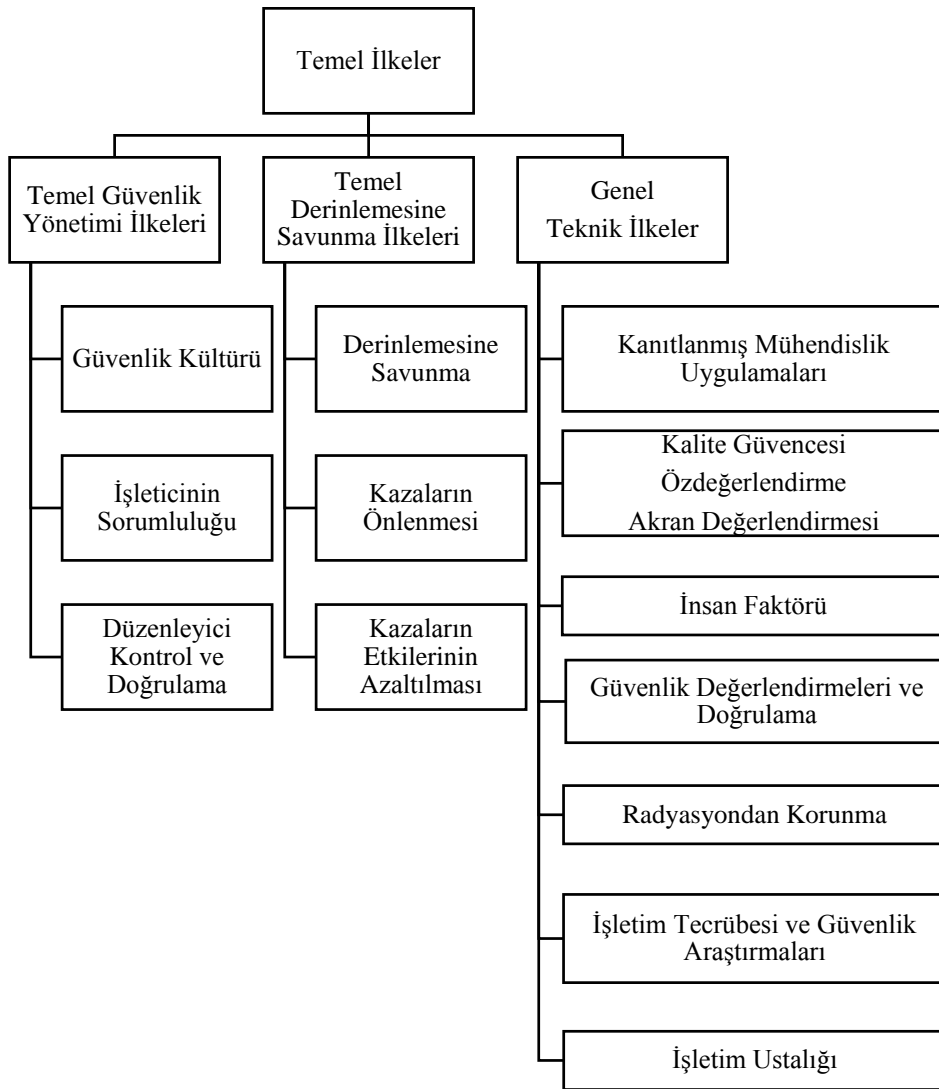 Temel İlkeler
Temel Güvenlik
Yönetimi İlkeleri
Güvenlik Kültürü
İşleticinin
Sorumluluğu
Düzenleyici
Kontrol ve
Doğrulama
Temel
Derinlemesine
Savunma İlkeleri
Derinlemesine
Savunma
Kazaların
Önlenmesi
Kazaların
Etkilerinin
Azaltılması
Genel
Teknik İlkeler
Kanıtlanmış Mühendislik
Uygulamaları
Kalite Güvencesi
Özdeğerlendirme
Akran Değerlendirmesi
İnsan Faktörü
Güvenlik Değerlendirmeleri ve
Doğrulama
Radyasyondan Korunma
İşletim Tecrübesi ve Güvenlik
Araştırmaları
İşletim Ustalığı